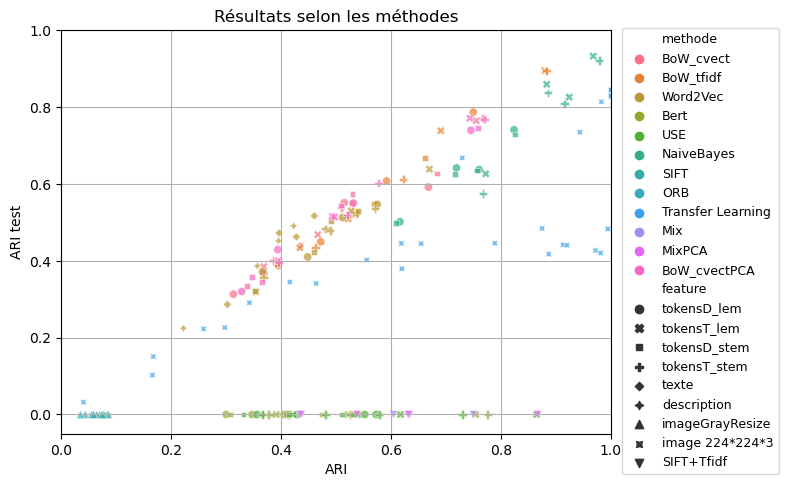 Résultats selon les méthodes
1.0
0.8
0.6
0.4
0.2
0.0
ARI test
0.0
0.2
0.4
0.6
0.8
1.0
ARI
methode
BoW_cvect
BoW_tfidf
Word2Vec
Bert
USE
NaiveBayes
SIFT
ORB
Transfer Learning
Mix
MixPCA
BoW_cvectPCA
feature
tokensD_lem
tokensT_lem
tokensD_stem
tokensT_stem
texte
description
imageGrayResize
image 224*224*3
SIFT+Tfidf